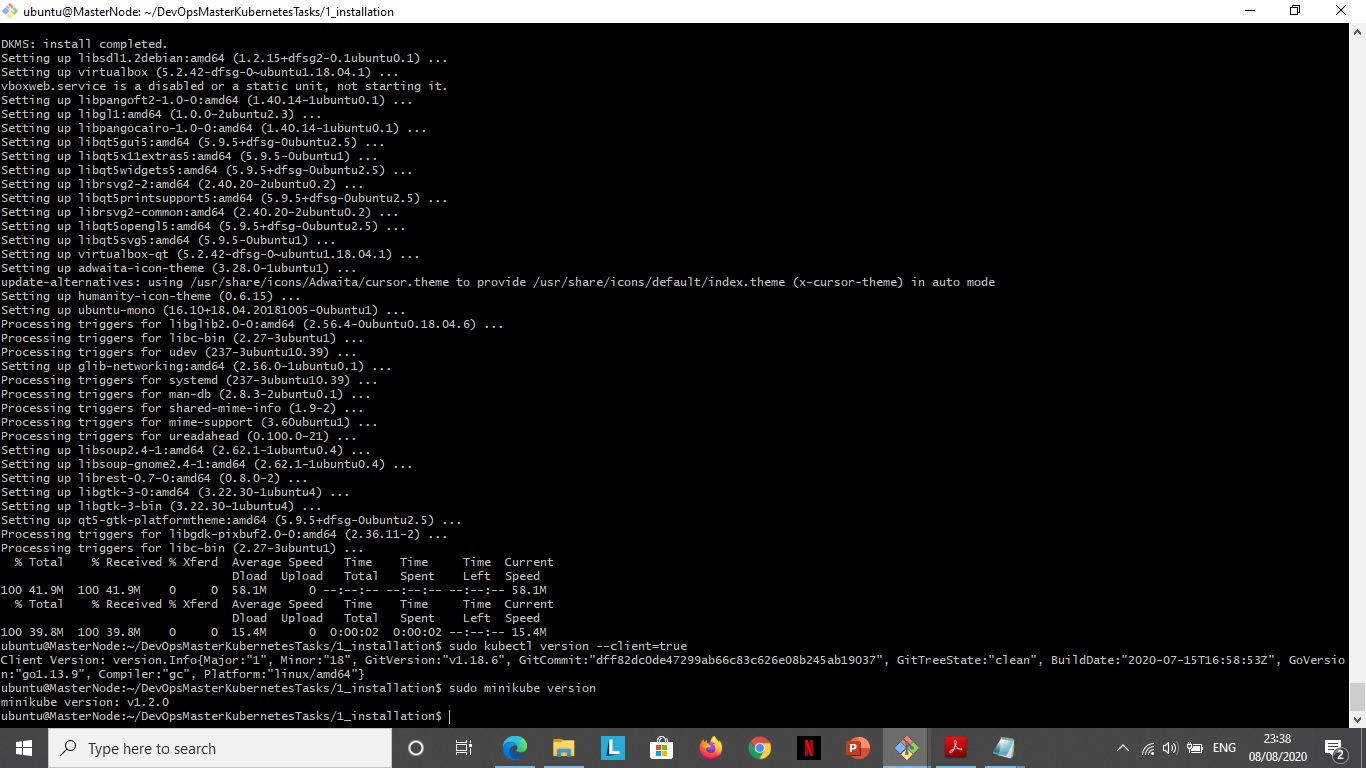 ubuntu@MasterNode: ~/DevOpsMasterKubernetesTasks/1_installation
DKMS: install completed.
Setting up libsdl1.2debian:amd64 (1.2.15+dfsg2-0.1ubuntu0.1) ...
Setting up virtualbox (5.2.42-dfsg-0~ubuntu1.18.04.1) ...
vboxweb.service is a disabled or a static unit, not starting it.
Setting up libpangoft2-1.0-0:amd64 (1.40.14-1ubuntu0.1) ...
Setting up libgl1:amd64 (1.0.0-2ubuntu2.3) ...
Setting up libpangocairo-1.0-0:amd64 (1.40.14-1ubuntu0.1) ...
Setting up libqt5gui5:amd64 (5.9.5+dfsg-0ubuntu2.5) ...
Setting up libqt5x11extras5:amd64 (5.9.5-0ubuntu1) ...
Setting up libqt5widgets5:amd64 (5.9.5+dfsg-0ubuntu2.5) ...
Setting up librsvg2-2:amd64 (2.40.20-2ubuntu0.2) ...
Setting up libqt5printsupport5:amd64 (5.9.5+dfsg-0ubuntu2.5) ...
Setting up librsvg2-common:amd64 (2.40.20-2ubuntu0.2) ...
Setting up libqt5opengl5:amd64 (5.9.5+dfsg-0ubuntu2.5) ...
Setting up libqt5svg5:amd64 (5.9.5-0ubuntu1) ...
Setting up virtualbox-qt (5.2.42-dfsg-0~ubuntu1.18.04.1) ...
Setting up adwaita-icon-theme (3.28.0-1ubuntu1) ...
update-alternatives: using /usr/share/icons/Adwaita/cursor.theme to provide /usr/share/icons/default/index.theme (x-cursor-theme) in auto mode
Setting up humanity-icon-theme (0.6.15) ...
Setting up ubuntu-mono (16.10+18.04.20181005-0ubuntu1) ...
Processing triggers for libglib2.0-0:amd64 (2.56.4-0ubuntu0.18.04.6) ...
Processing triggers for libc-bin (2.27-3ubuntu1) ...
Processing triggers for udev (237-3ubuntu10.39) ...
Setting up glib-networking:amd64 (2.56.0-1ubuntu0.1) ...
Processing triggers for systemd (237-3ubuntu10.39) ...
Processing triggers for man-db (2.8.3-2ubuntu0.1) ...
Processing triggers for shared-mime-info (1.9-2) ...
Processing triggers for mime-support (3.60ubuntu1) ...
Processing triggers for ureadahead (0.100.0-21) ...
Setting up libsoup2.4-1:amd64 (2.62.1-1ubuntu0.4) ...
Setting up libsoup-gnome2.4-1:amd64 (2.62.1-1ubuntu0.4) ...
Setting up librest-0.7-0:amd64 (0.8.0-2) ...
Setting up libgtk-3-0:amd64 (3.22.30-1ubuntu4) ...
Setting up libgtk-3-bin (3.22.30-1ubuntu4) ...
Setting up qt5-gtk-platformtheme:amd64 (5.9.5+dfsg-0ubuntu2.5) ...
Processing triggers for libgdk-pixbuf2.0-0:amd64 (2.36.11-2) ...
Processing triggers for libc-bin (2.27-3ubuntu1) ...
  % Total    % Received % Xferd  Average Speed   Time    Time     Time  Current
                                 Dload  Upload   Total   Spent    Left  Speed
100 41.9M  100 41.9M    0     0  58.1M      0 --:--:-- --:--:-- --:--:-- 58.1M
  % Total    % Received % Xferd  Average Speed   Time    Time     Time  Current
                                 Dload  Upload   Total   Spent    Left  Speed
100 39.8M  100 39.8M    0     0  15.4M      0  0:00:02  0:00:02 --:--:-- 15.4M
ubuntu@MasterNode:~/DevOpsMasterKubernetesTasks/1_installation$ sudo kubectl version --client=true
Client Version: version.Info{Major:"1", Minor:"18", GitVersion:"v1.18.6", GitCommit:"dff82dc0de47299ab66c83c626e08b245ab19037", GitTreeState:"clean", BuildDate:"2020-07-15T16:58:53Z", GoVersio
n:"go1.13.9", Compiler:"gc", Platform:"linux/amd64"}
ubuntu@MasterNode:~/DevOpsMasterKubernetesTasks/1_installation$ sudo minikube version
minikube version: v1.2.0
ubuntu@MasterNode:~/DevOpsMasterKubernetesTasks/1_installation$
Type here to search
L
N
P
ENG
23:38
08/08/2020
2